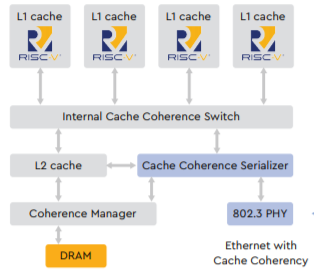 L1 cache L1 cache L1 cache L1 cache
RISC-V RISC-V RISC-V RISC-V
Internal Cache Coherence Switch
L2 cache Cache Coherence Serializer
Coherence Manager 802.3 PHY
DRAM Ethernet with
Cache Coherency